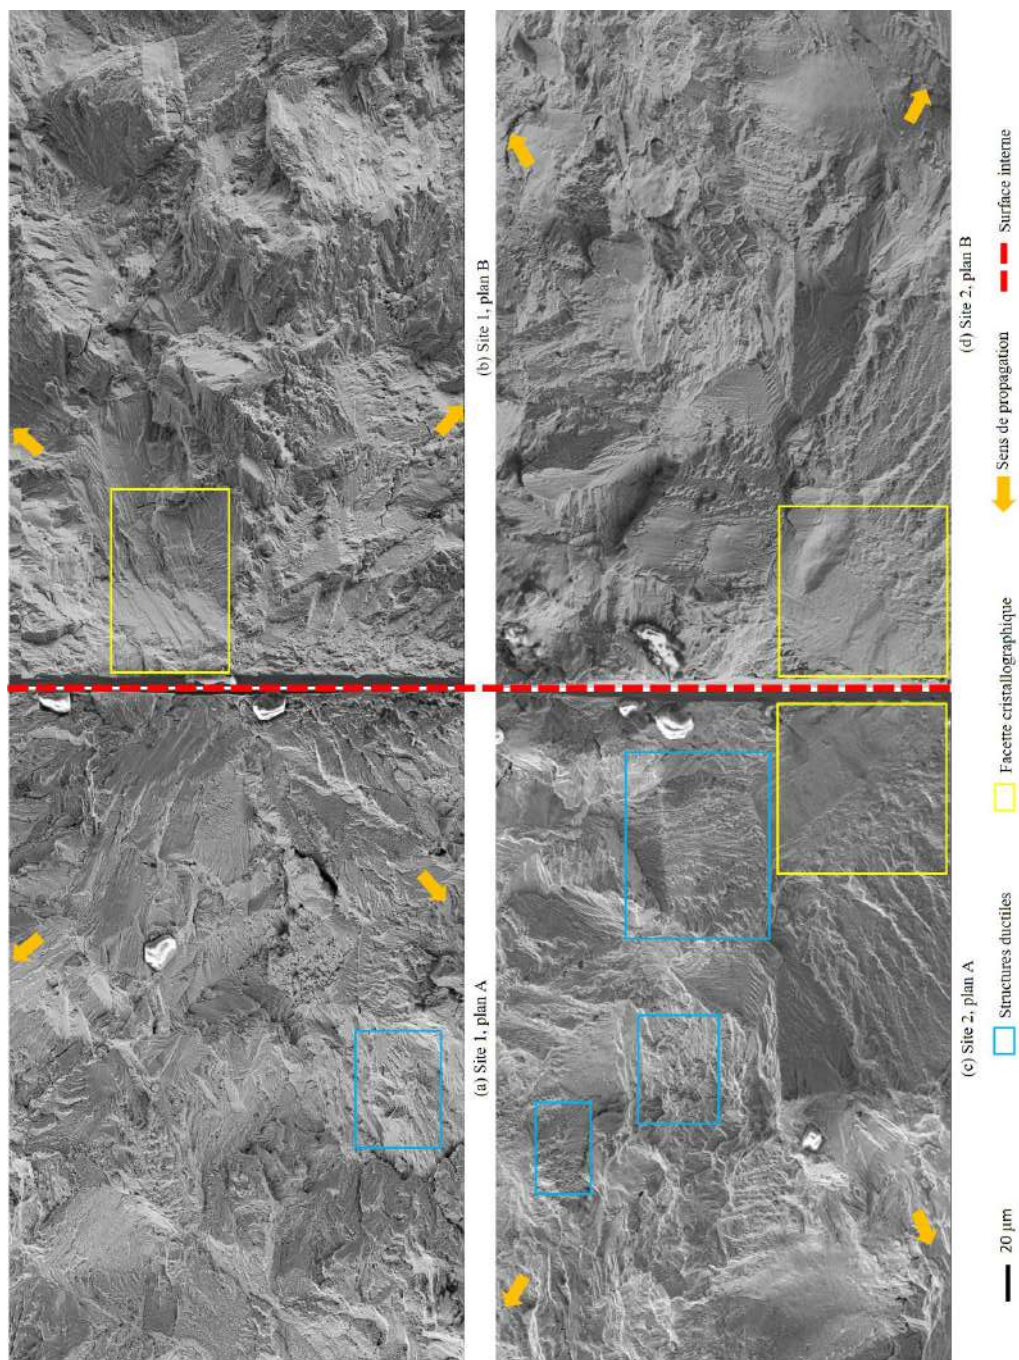 (a) Site 1, plan A
(b) Site 1, plan B
(c) Site 2, plan A
(d) Site 2, plan B
20 µm
Structures ductiles
Facette cristallographique
Sens de propagation
Surface interne